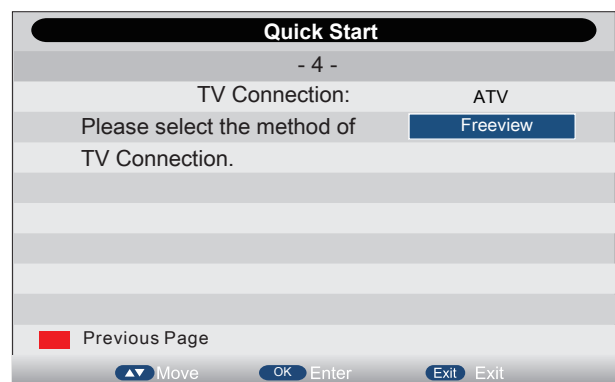 Quick Start
- 4 -
TV Connection: ATV
Please select the method of Freeview
TV Connection.
Previous Page
▲▼ Move OK Enter Exit Exit